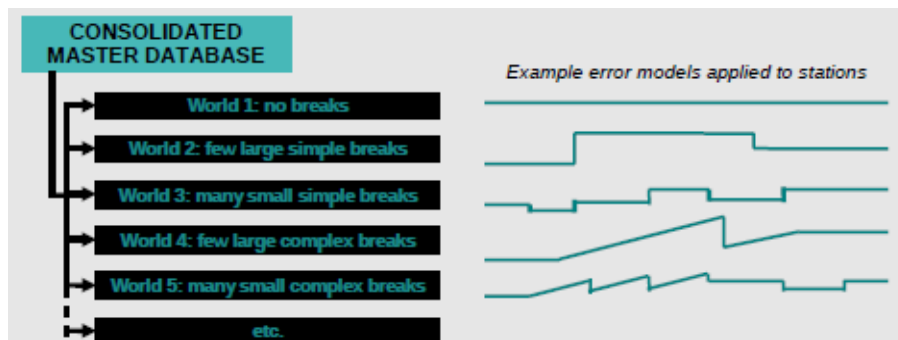 CONSOLIDATED
MASTER DATABASE
Example error models applied to stations
World 1: no breaks
World 2: few large simple breaks
World 3: many small simple breaks
World 4: few large complex breaks
World 5: many small complex breaks
etc.